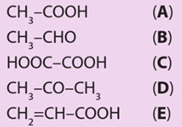 CH₃–COOH (A)
CH₃–CHO (B)
HOOC–COOH (C)
CH₃–CO–CH₃ (D)
CH₂=CH–COOH (E)